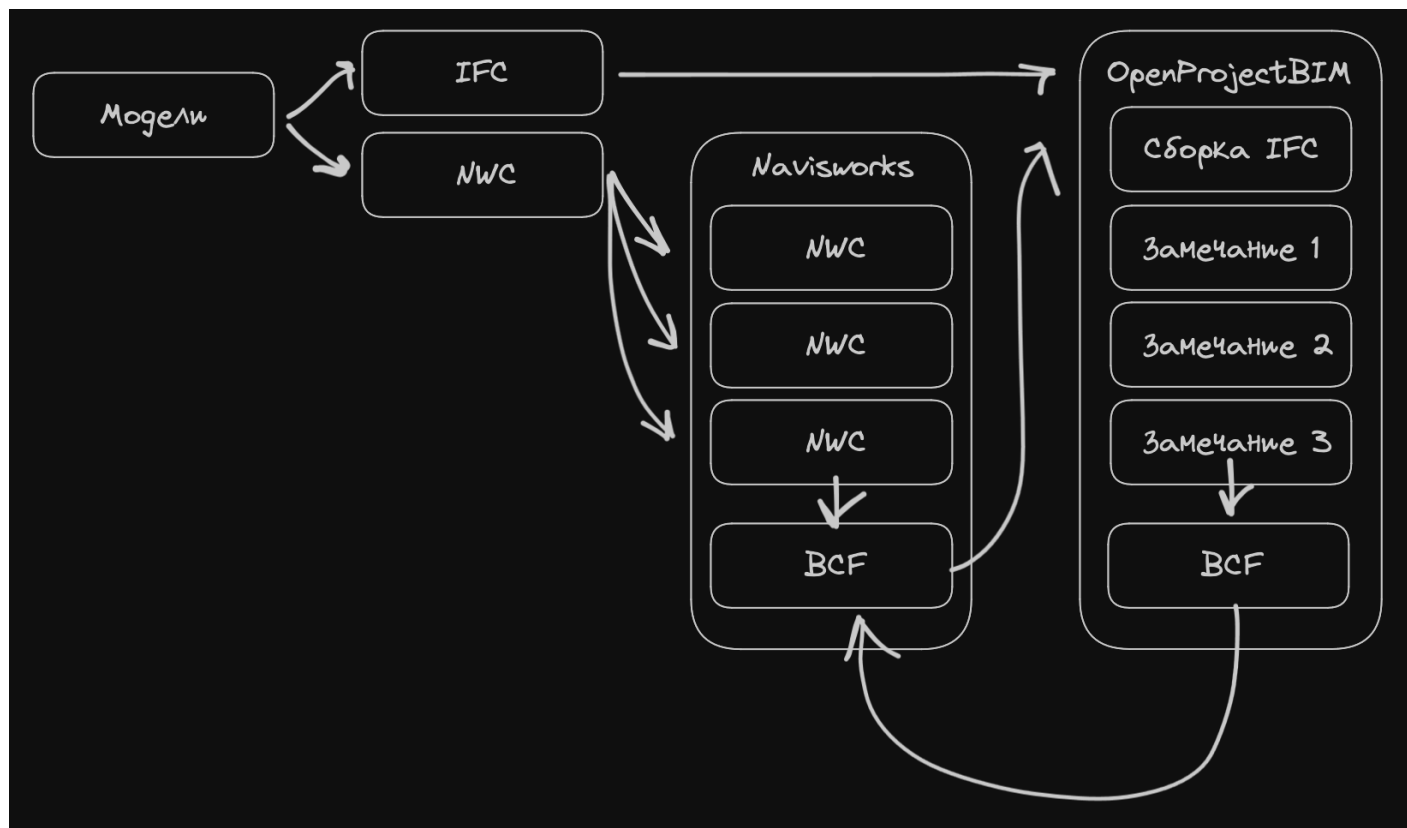 Модели
IFC
NWC
Navisworks
NWC
NWC
NWC
BCF
OpenProjectBIM
Сборка IFC
Замечание 1
Замечание 2
Замечание 3
BCF